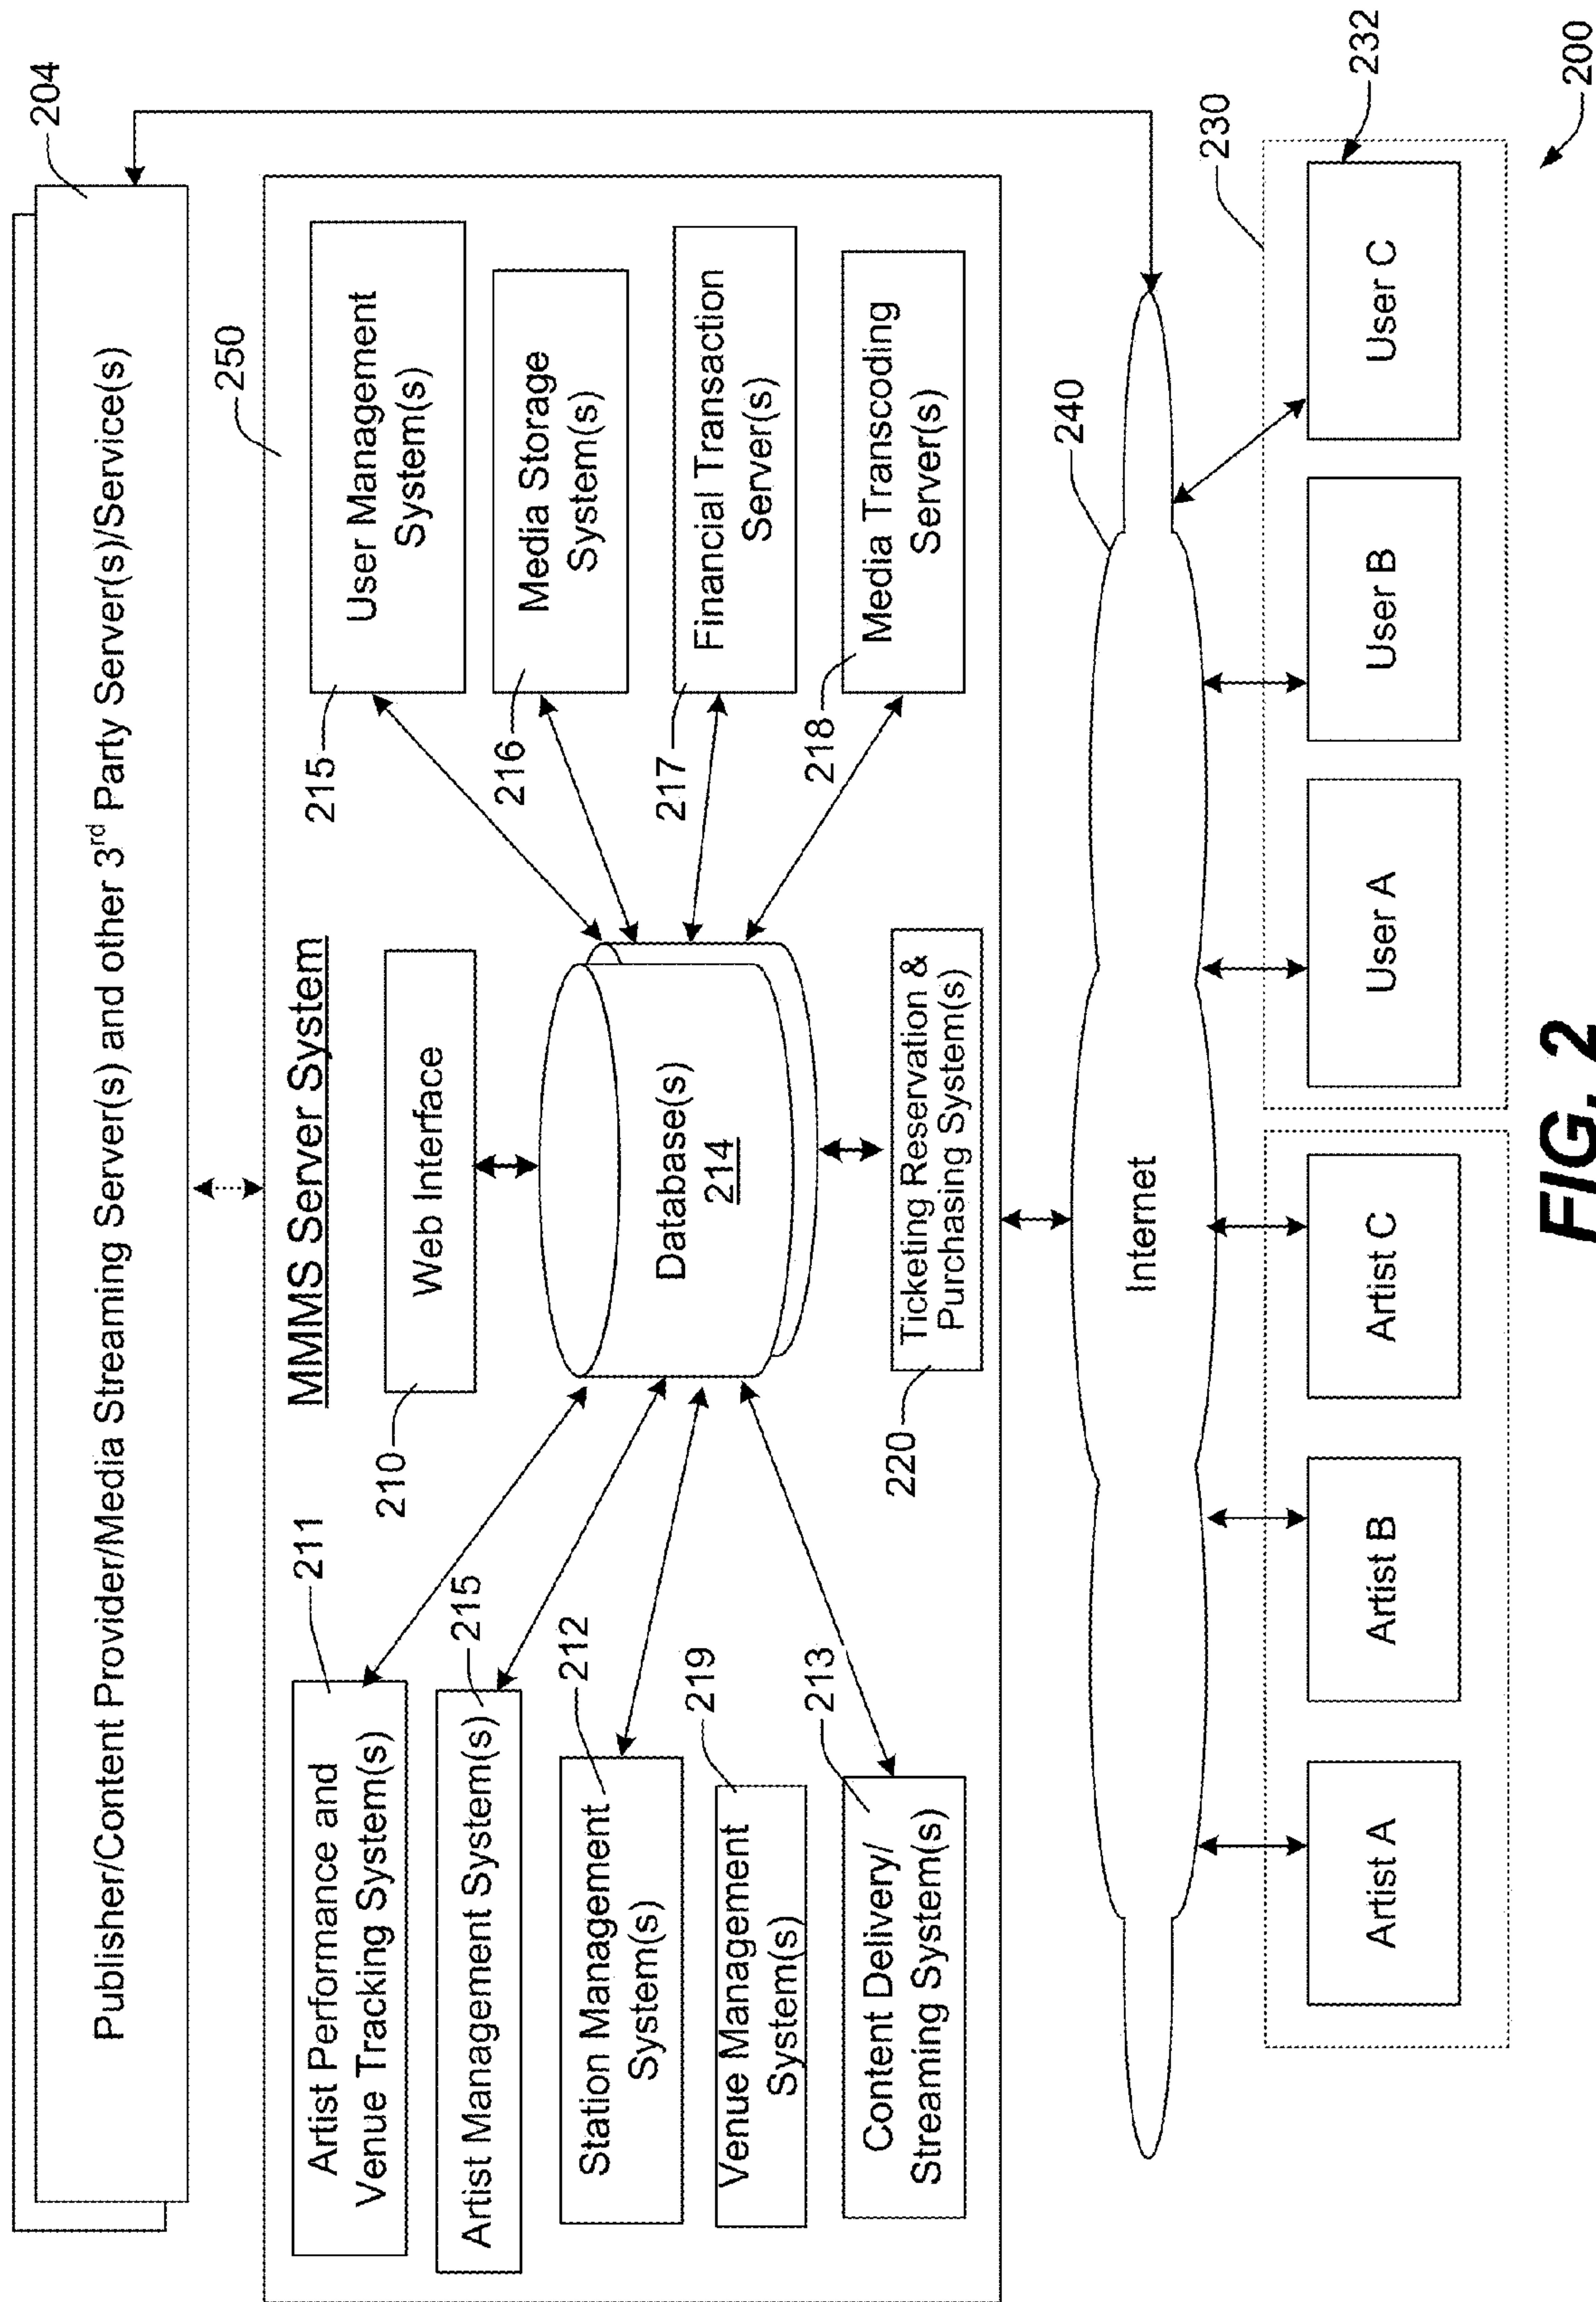 204
Publisher/Content Provider/Media Streaming Server(s) and other 3rd Party Server(s)/Service(s)
250
MMMS Server System
211
Artist Performance and
Venue Tracking System(s)
215
Artist Management System(s)
212
Station Management
System(s)
219
Venue Management
System(s)
213
Content Delivery/
Streaming System(s)
210
Web Interface
Database(s)
214
220
Ticketing Reservation &
Purchasing System(s)
215
User Management
System(s)
216
Media Storage
System(s)
217
Financial Transaction
Server(s)
218
Media Transcoding
Server(s)
240
Internet
230
232
Artist A
Artist B
Artist C
User A
User B
User C
200
FIG. 2